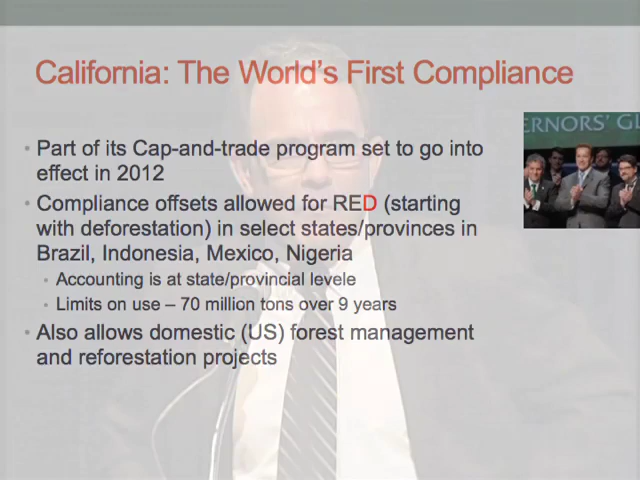 California: The World's First Compliance
• Part of its Cap-and-trade program set to go into
effect in 2012
• Compliance offsets allowed for RED (starting
with deforestation) in select states/provinces in
Brazil, Indonesia, Mexico, Nigeria
• Accounting is at state/provincial levele
• Limits on use – 70 million tons over 9 years
• Also allows domestic (US) forest management
and reforestation projects
ERNORS' GL